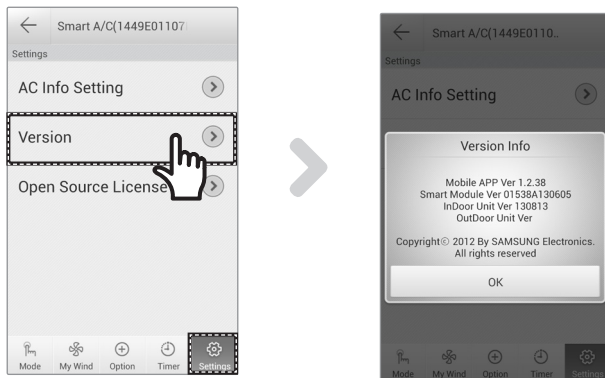 Smart A/C(1449E01107)
Settings
AC Info Setting
Version
Open Source License
Mode My Wind Option Timer Settings
Smart A/C(1449E0110..
Settings
AC Info Setting
Version Info
Mobile APP Ver 1.2.38
Smart Module Ver 01538A130605
InDoor Unit Ver 130813
OutDoor Unit Ver
Copyright© 2012 By SAMSUNG Electronics.
All rights reserved
OK
Mode My Wind Option Timer Settings